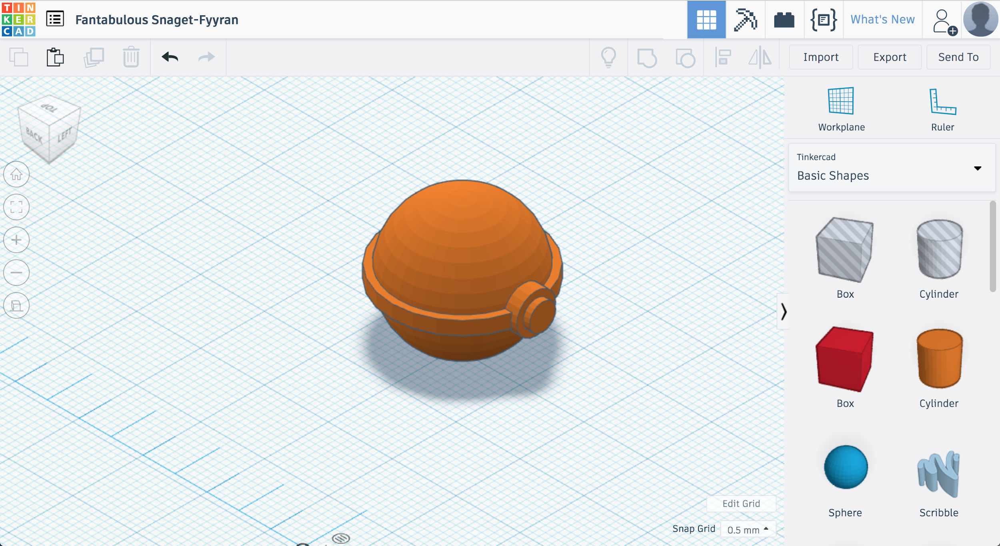 TIN
KER
CAD
Fantabulous Snaget-Fyyran
What's New
Import
Export
Send To
TOP
BACK
LEFT
Workplane
Ruler
Tinkercad
Basic Shapes
Box
Cylinder
Box
Cylinder
Sphere
Scribble
Edit Grid
Snap Grid
0.5 mm